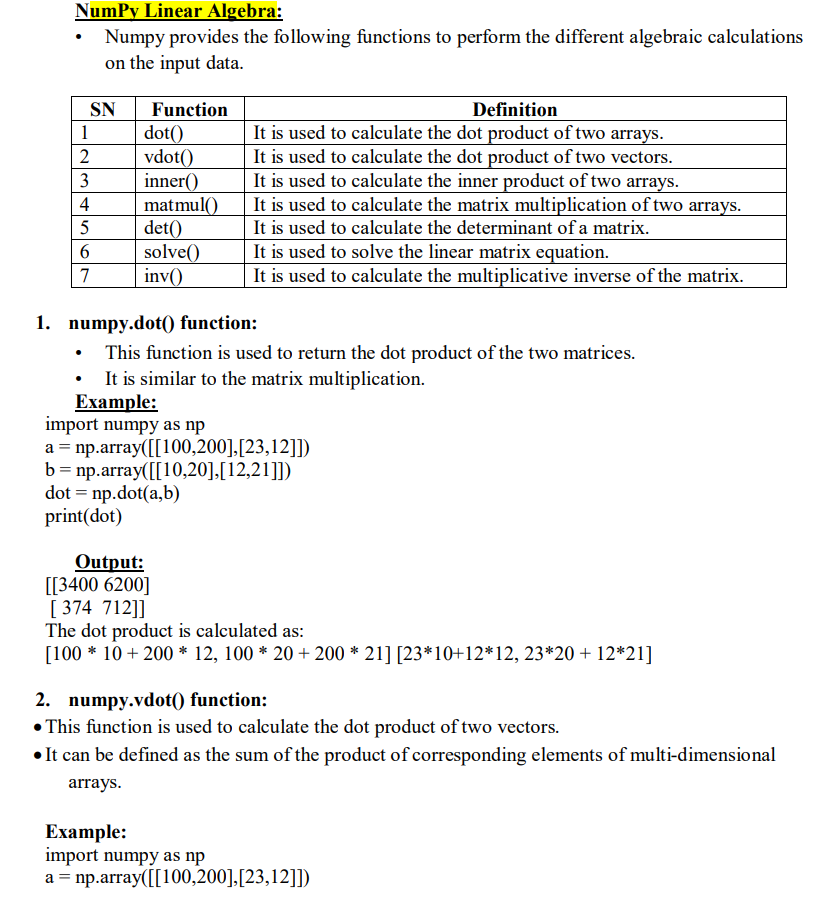 NumPy Linear Algebra:
• Numpy provides the following functions to perform the different algebraic calculations
on the input data.
SN Function Definition
1 dot() It is used to calculate the dot product of two arrays.
2 vdot() It is used to calculate the dot product of two vectors.
3 inner() It is used to calculate the inner product of two arrays.
4 matmul() It is used to calculate the matrix multiplication of two arrays.
5 det() It is used to calculate the determinant of a matrix.
6 solve() It is used to solve the linear matrix equation.
7 inv() It is used to calculate the multiplicative inverse of the matrix.
1. numpy.dot() function:
• This function is used to return the dot product of the two matrices.
• It is similar to the matrix multiplication.
Example:
import numpy as np
a = np.array([[100,200],[23,12]])
b = np.array([[10,20],[12,21]])
dot = np.dot(a,b)
print(dot)
Output:
[[3400 6200]
[ 374 712]]
The dot product is calculated as:
[100 * 10 + 200 * 12, 100 * 20 + 200 * 21] [23*10+12*12, 23*20 + 12*21]
2. numpy.vdot() function:
• This function is used to calculate the dot product of two vectors.
• It can be defined as the sum of the product of corresponding elements of multi-dimensional
arrays.
Example:
import numpy as np
a = np.array([[100,200],[23,12]])